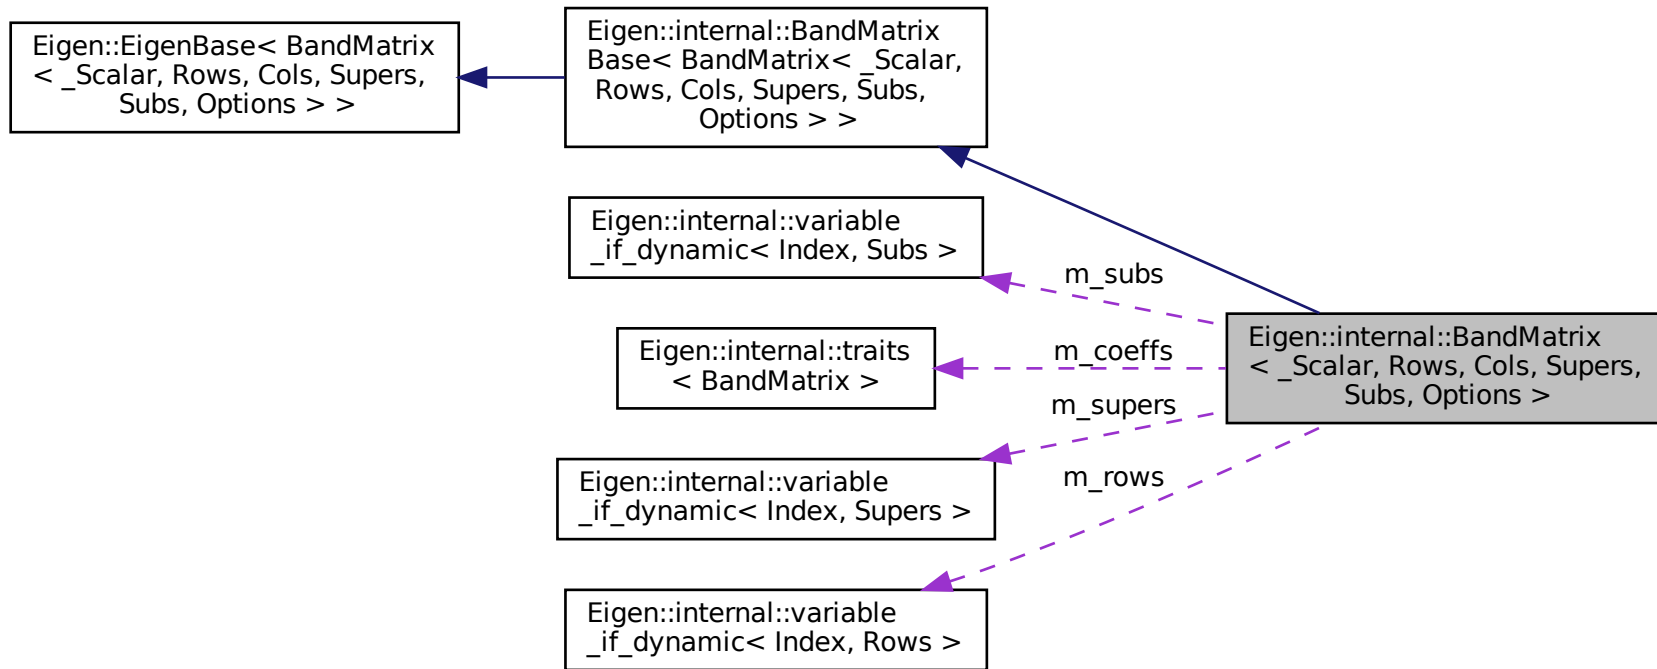 Eigen::EigenBase< BandMatrix
< _Scalar, Rows, Cols, Supers,
Subs, Options > >
Eigen::internal::BandMatrix
Base< BandMatrix< _Scalar,
Rows, Cols, Supers, Subs,
Options > >
Eigen::internal::variable
_if_dynamic< Index, Subs >
m_subs
Eigen::internal::traits
< BandMatrix >
m_coeffs
Eigen::internal::BandMatrix
< _Scalar, Rows, Cols, Supers,
Subs, Options >
m_supers
Eigen::internal::variable
_if_dynamic< Index, Supers >
m_rows
Eigen::internal::variable
_if_dynamic< Index, Rows >